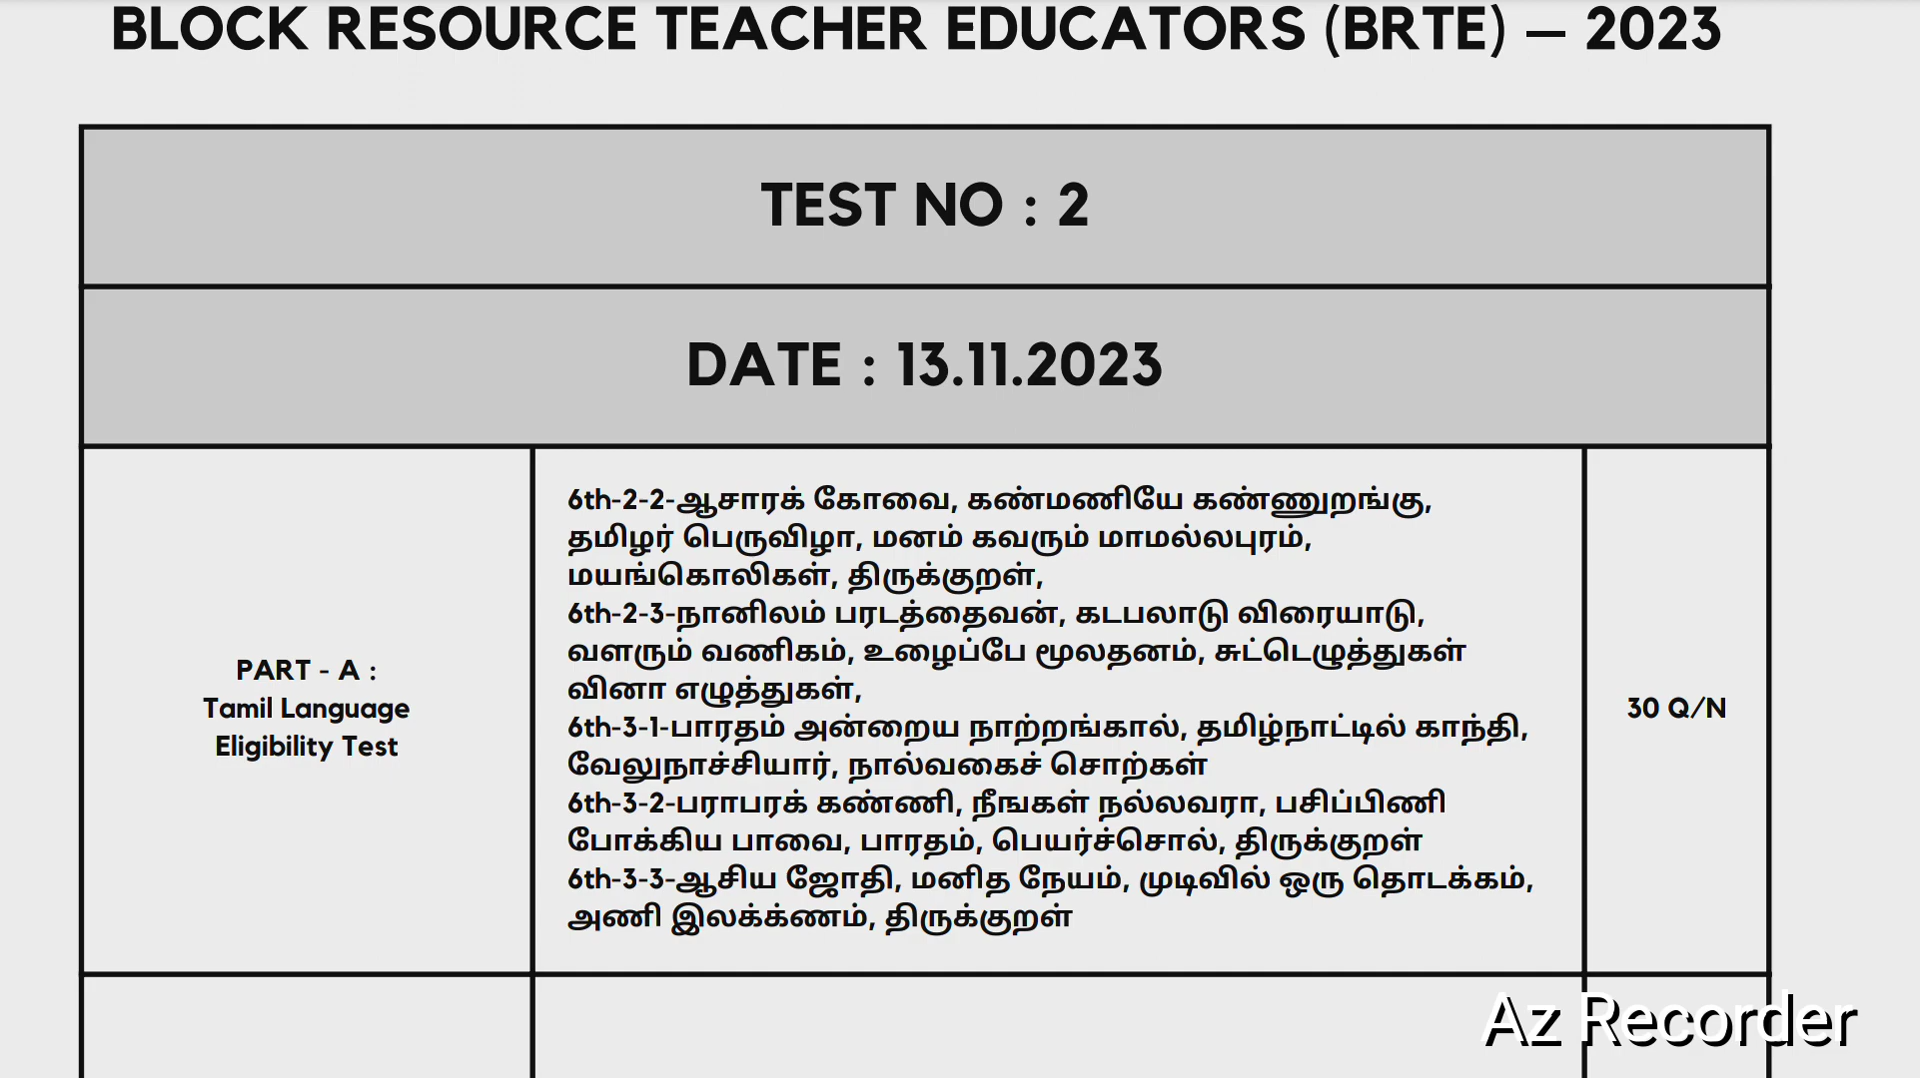 BLOCK RESOURCE TEACHER EDUCATORS (BRTE) – 2023
TEST NO : 2
DATE : 13.11.2023
6th-2-2-ஆசாரக் கோவை, கண்மணியே கண்ணுறங்கு,
தமிழர் பெருவிழா, மனம் கவரும் மாமல்லபுரம்,
மயங்கொலிகள், திருக்குறள்,
6th-2-3-நானிலம் பரடத்தைவன், கடபலாடு விரையாடு,
வளரும் வணிகம், உழைப்பே மூலதனம், சுட்டெழுத்துகள்
வினா எழுத்துகள்,
6th-3-1-பாரதம் அன்றைய நாற்றங்கால், தமிழ்நாட்டில் காந்தி,
வேலுநாச்சியார், நால்வகைச் சொற்கள்
6th-3-2-பராபரக் கண்ணி, நீஙகள் நல்லவரா, பசிப்பிணி
போக்கிய பாவை, பாரதம், பெயர்ச்சொல், திருக்குறள்
6th-3-3-ஆசிய ஜோதி, மனித நேயம், முடிவில் ஒரு தொடக்கம்,
அணி இலக்க்ணம், திருக்குறள்
PART - A :
Tamil Language
Eligibility Test
30 Q/N
Az Recorder